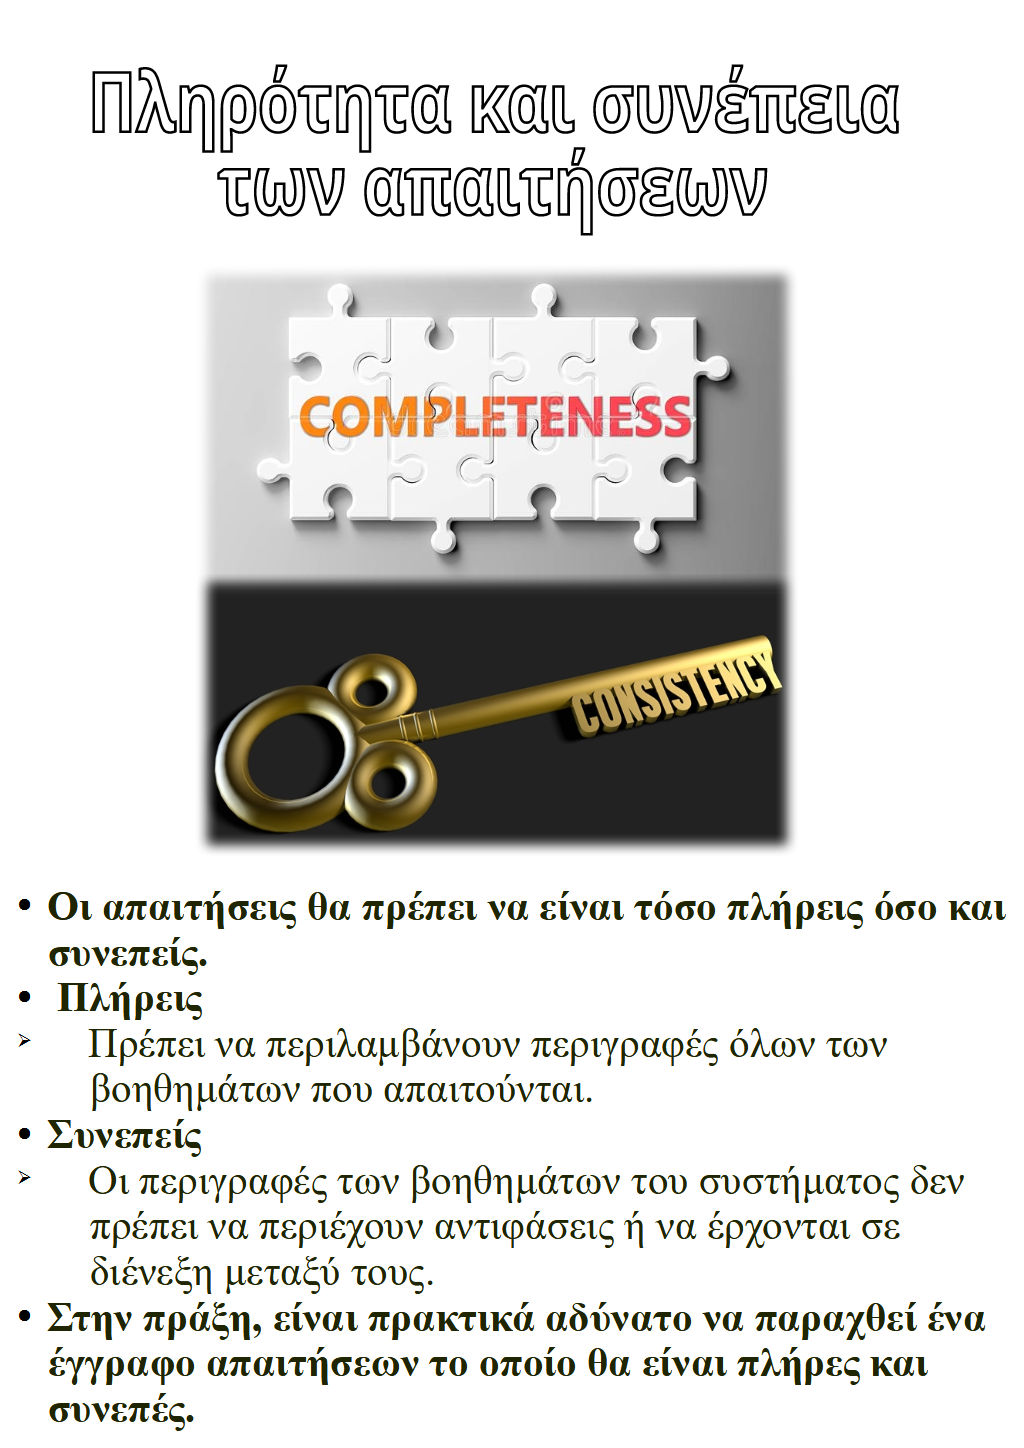 Πληρότητα και συνέπεια
των απαιτήσεων
COMPLETENESS
CONSISTENCY
• Οι απαιτήσεις θα πρέπει να είναι τόσο πλήρεις όσο και
συνεπείς.
• Πλήρεις
➢ Πρέπει να περιλαμβάνουν περιγραφές όλων των
βοηθημάτων που απαιτούνται.
• Συνεπείς
➢ Οι περιγραφές των βοηθημάτων του συστήματος δεν
πρέπει να περιέχουν αντιφάσεις ή να έρχονται σε
διένεξη μεταξύ τους.
• Στην πράξη, είναι πρακτικά αδύνατο να παραχθεί ένα
έγγραφο απαιτήσεων το οποίο θα είναι πλήρες και
συνεπές.